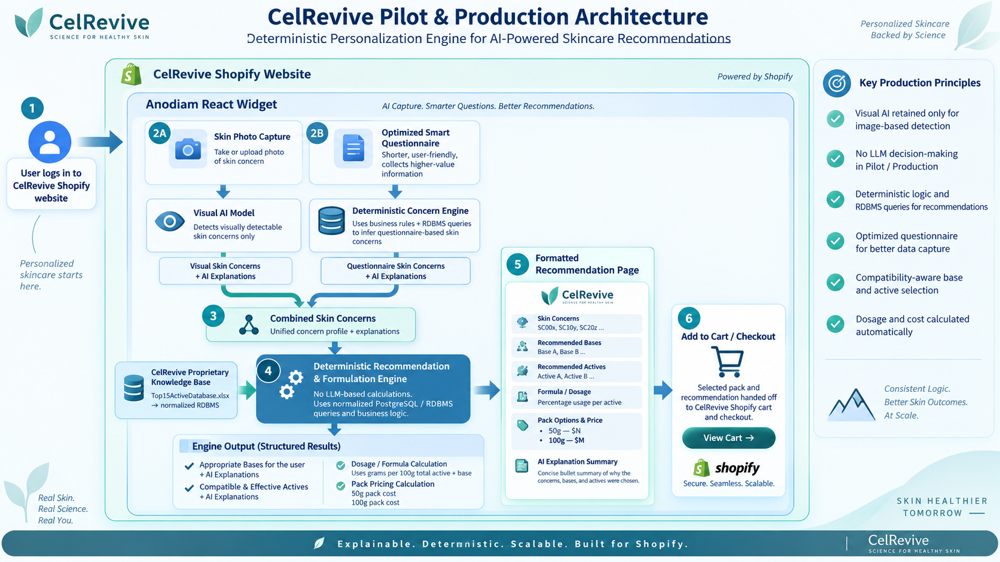 CelRevive
SCIENCE FOR HEALTHY SKIN
CelRevive Pilot & Production Architecture
Deterministic Personalization Engine for AI-Powered Skincare Recommendations
Personalized Skincare
Backed by Science
1
User logs in to
CelRevive Shopify
website
Personalized
skincare starts
here.
CelRevive Shopify Website
Powered by Shopify
Anodiam React Widget
AI Capture. Smarter Questions. Better Recommendations.
2A
Skin Photo Capture
Take or upload photo
of skin concern
2B
Optimized Smart
Questionnaire
Shorter, user-friendly,
collects higher-value
information
Visual AI Model
Detects visually detectable
skin concerns only
Deterministic Concern Engine
Uses business rules + RDBMS queries
to infer questionnaire-based skin
concerns
Visual Skin Concerns
+ AI Explanations
Questionnaire Skin Concerns
+ AI Explanations
3
Combined Skin Concerns
Unified concern profile + explanations
CelRevive Proprietary
Knowledge Base
Top15ActiveDatabase.xlsx
→ normalized RDBMS
4
Deterministic Recommendation
& Formulation Engine
No LLM-based calculations.
Uses normalized PostgreSQL / RDBMS
queries and business logic.
Engine Output (Structured Results)
Appropriate Bases for the user
+ AI Explanations
Compatible & Effective Actives
+ AI Explanations
Dosage / Formula Calculation
Uses grams per 100g total active + base
Pack Pricing Calculation
50g pack cost
100g pack cost
5
Formatted
Recommendation Page
CelRevive
SCIENCE FOR HEALTHY SKIN
Skin Concerns
SC00x, SC10y, SC20z ...
Recommended Bases
Base A, Base B ...
Recommended Actives
Active A, Active B ...
Formula / Dosage
Percentage usage per active
Pack Options & Price
• 50g — $N
• 100g — $M
AI Explanation Summary
Concise bullet summary of why the
concerns, bases, and actives were chosen.
6
Add to Cart / Checkout
Selected pack and
recommendation handed off
to CelRevive Shopify cart
and checkout.
View Cart →
shopify
Secure. Seamless. Scalable.
Key Production Principles
Visual AI retained only for
image-based detection
No LLM decision-making
in Pilot / Production
Deterministic logic and
RDBMS queries for recommendations
Optimized questionnaire
for better data capture
Compatibility-aware base
and active selection
Dosage and cost calculated
automatically
Consistent Logic.
Better Skin Outcomes.
At Scale.
Real Skin.
Real Science.
Real You.
SKIN HEALTHIER
TOMORROW —
Explainable. Deterministic. Scalable. Built for Shopify.
CelRevive
SCIENCE FOR HEALTHY SKIN